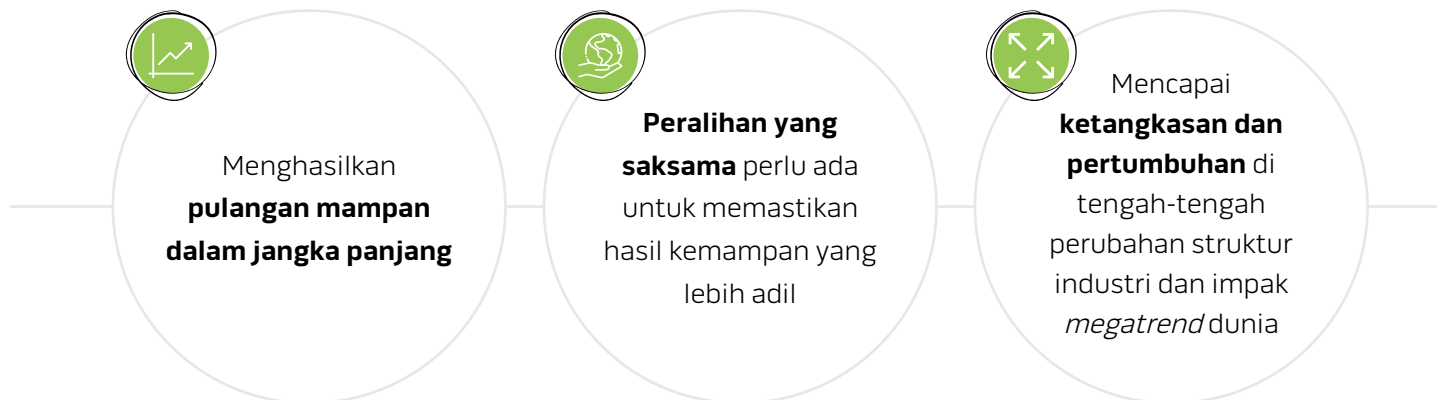 Menghasilkan
pulangan mampan
dalam jangka panjang
Peralihan yang
saksama perlu ada
untuk memastikan
hasil kemampan yang
lebih adil
Mencapai
ketangkasan dan
pertumbuhan di
tengah-tengah
perubahan struktur
industri dan impak
megatrend dunia